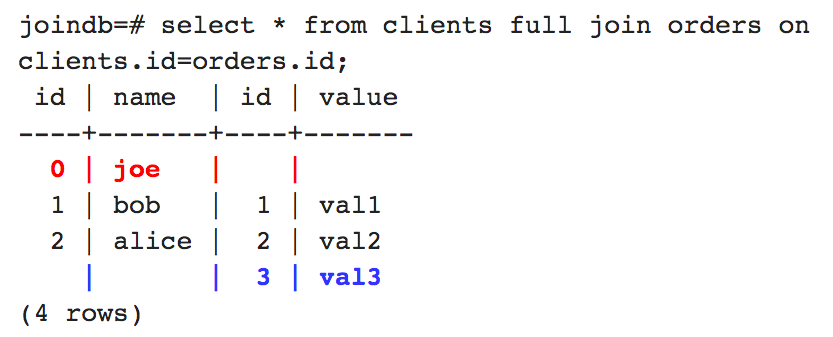 joindb=# select * from clients full join orders on
clients.id=orders.id;
 id | name  | id | value
----+-------+----+-------
  0 | joe   |    |
  1 | bob   |  1 | val1
  2 | alice |  2 | val2
    |       |  3 | val3
(4 rows)